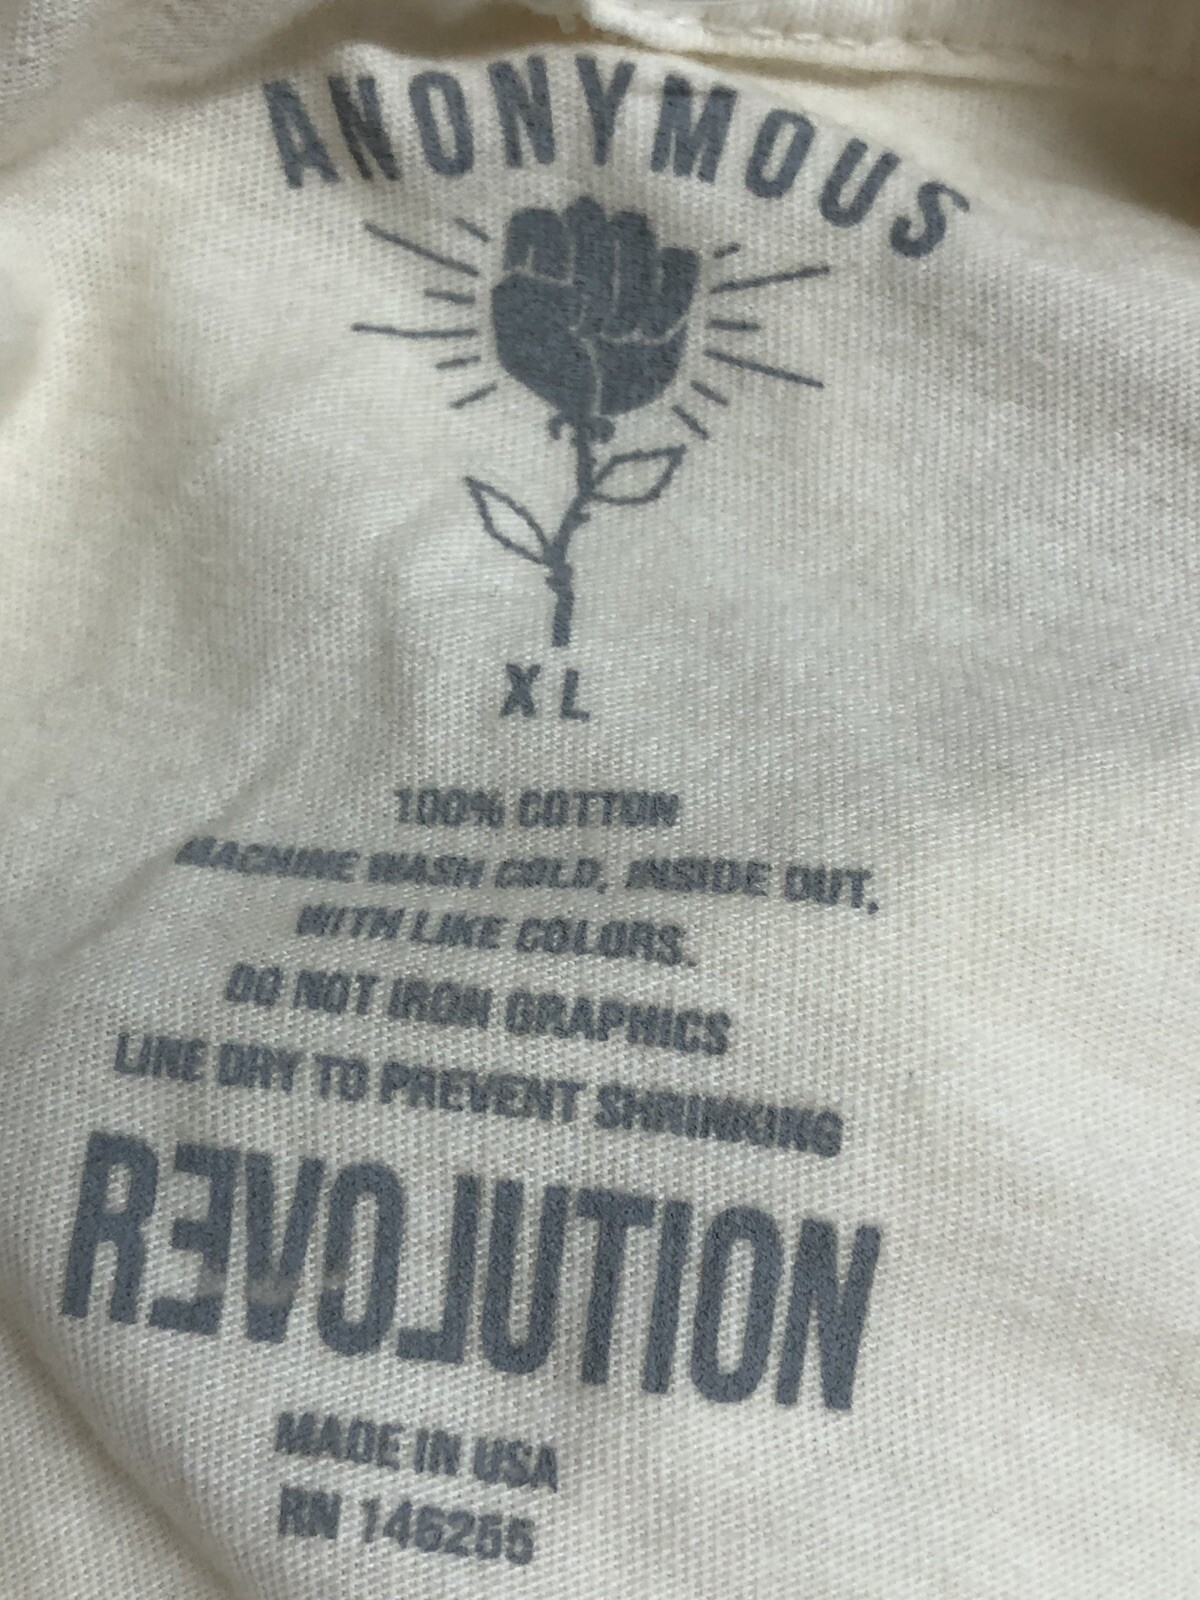 ANONYMOUS
XL
100% COTTON
MACHINE WASH COLD, INSIDE OUT,
WITH LIKE COLORS.
DO NOT IRON GRAPHICS
LINE DRY TO PREVENT SHRINKING
REVOLUTION
MADE IN USA
RN 146255